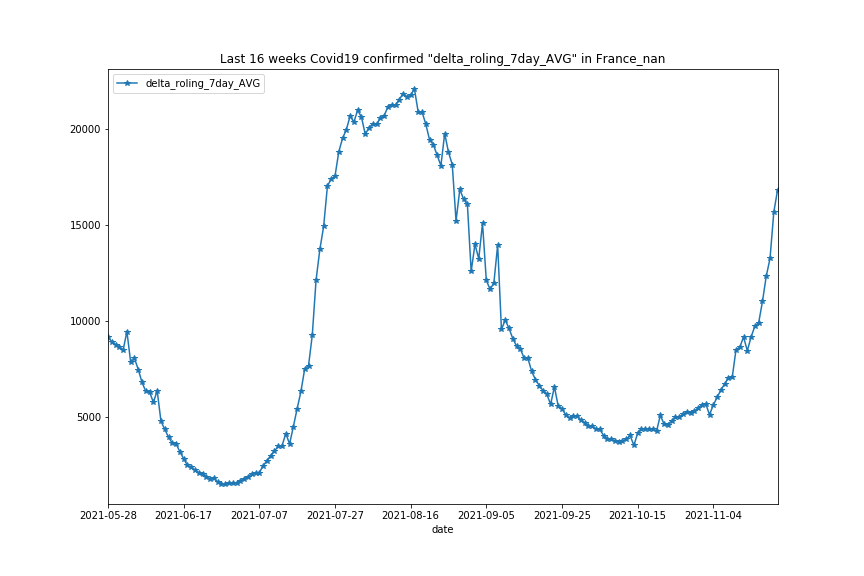 Last 16 weeks Covid19 confirmed "delta_roling_7day_AVG" in France_nan
delta_roling_7day_AVG
20000
15000
10000
5000
2021-05-28 2021-06-17 2021-07-07 2021-07-27 2021-08-16 2021-09-05 2021-09-25 2021-10-15 2021-11-04
date